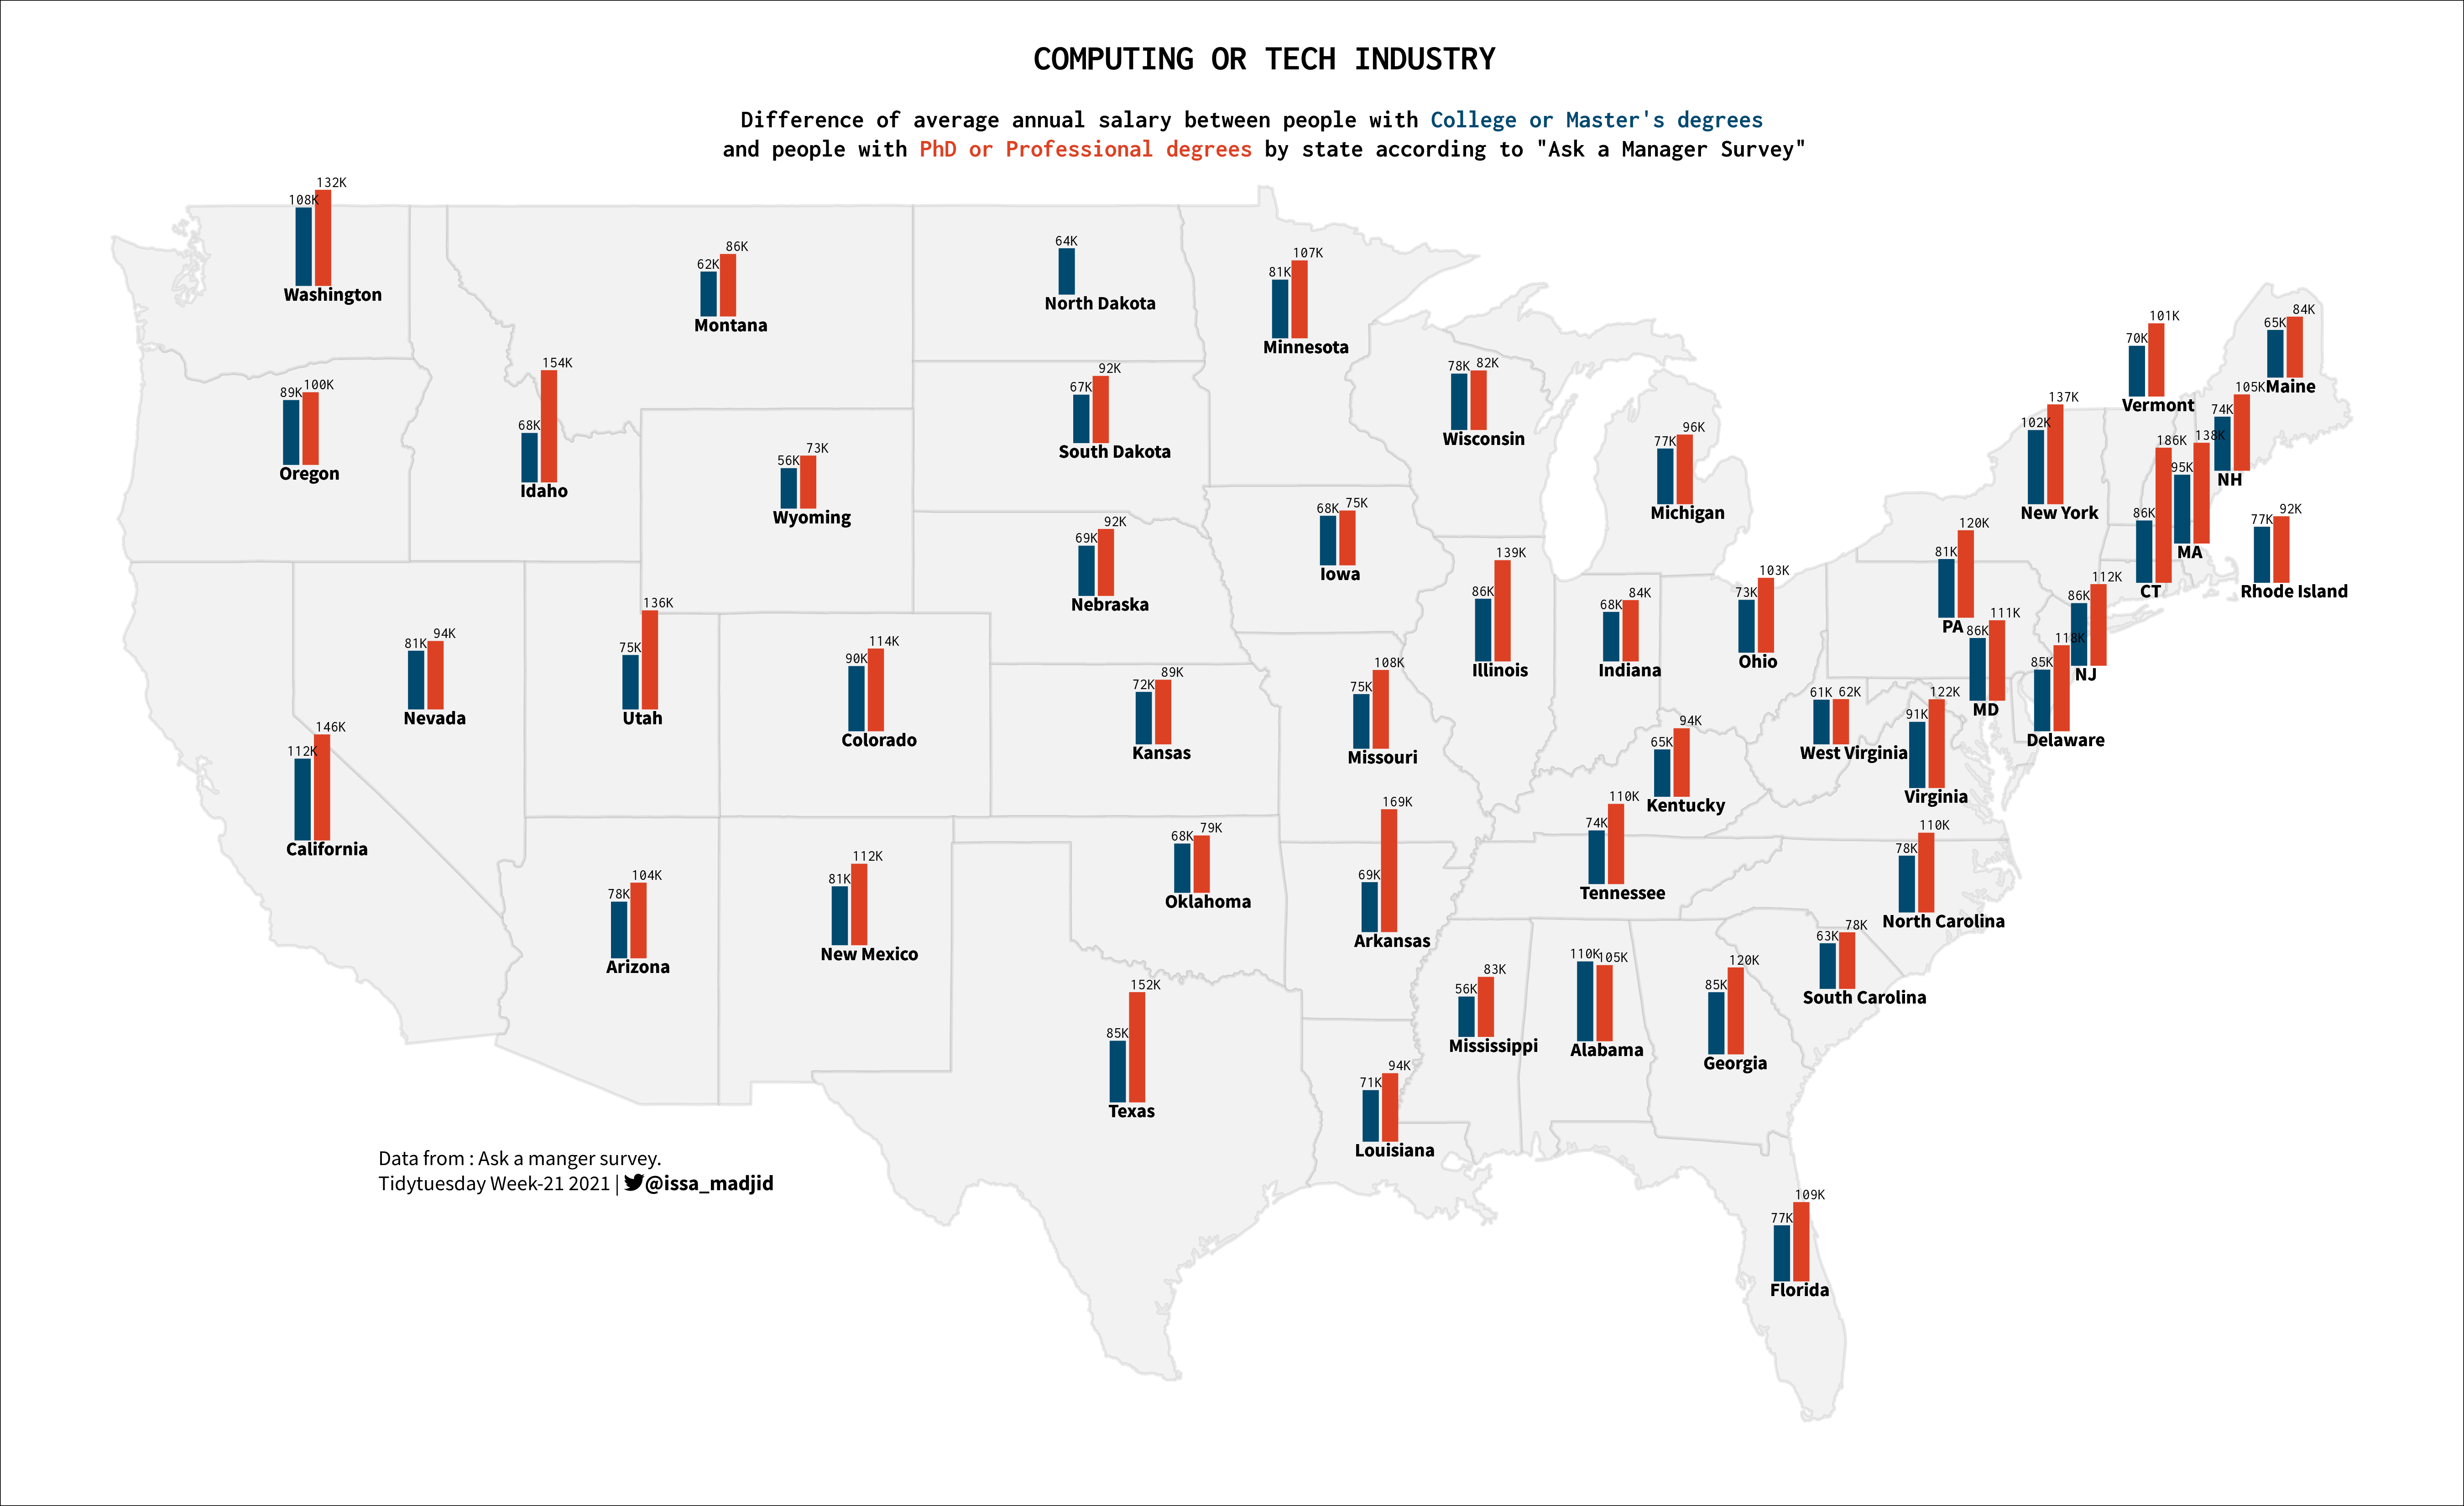 COMPUTING OR TECH INDUSTRY
Difference of average annual salary between people with College or Master's degrees
and people with PhD or Professional degrees by state according to "Ask a Manager Survey"
108K 132K
Washington
62K 86K
Montana
64K
North Dakota
81K 107K
Minnesota
89K 100K
Oregon
68K 154K
Idaho
56K 73K
Wyoming
67K 92K
South Dakota
78K 82K
Wisconsin
77K 96K
Michigan
70K 101K
Vermont
65K 84K
Maine
102K 137K
New York
74K 105K
NH
95K 138K
MA
86K 186K
CT
77K 92K
Rhode Island
69K 92K
Nebraska
68K 75K
Iowa
86K 139K
Illinois
68K 84K
Indiana
73K 103K
Ohio
81K 120K
PA
86K 112K
NJ
86K 111K
MD
85K 118K
Delaware
81K 94K
Nevada
75K 136K
Utah
90K 114K
Colorado
72K 89K
Kansas
75K 108K
Missouri
65K 94K
Kentucky
61K 62K
West Virginia
91K 122K
Virginia
112K 146K
California
78K 104K
Arizona
81K 112K
New Mexico
68K 79K
Oklahoma
69K 169K
Arkansas
74K 110K
Tennessee
78K 110K
North Carolina
63K 78K
South Carolina
85K 152K
Texas
71K 94K
Louisiana
56K 83K
Mississippi
110K 105K
Alabama
85K 120K
Georgia
77K 109K
Florida
Data from : Ask a manger survey.
Tidytuesday Week-21 2021 | @issa_madjid